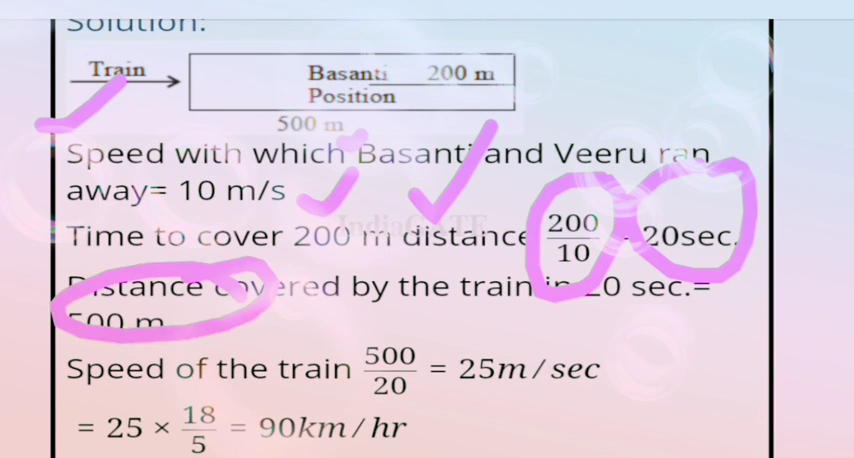 Solution:
Train
Basanti 200 m
Position
500 m
Speed with which Basanti and Veeru ran
away= 10 m/s
IndiaGATE
Time to cover 200 m distance 200/10 = 20sec.
Distance covered by the train in 20 sec.=
500 m
Speed of the train 500/20 = 25m/sec
= 25 × 18/5 = 90km/hr